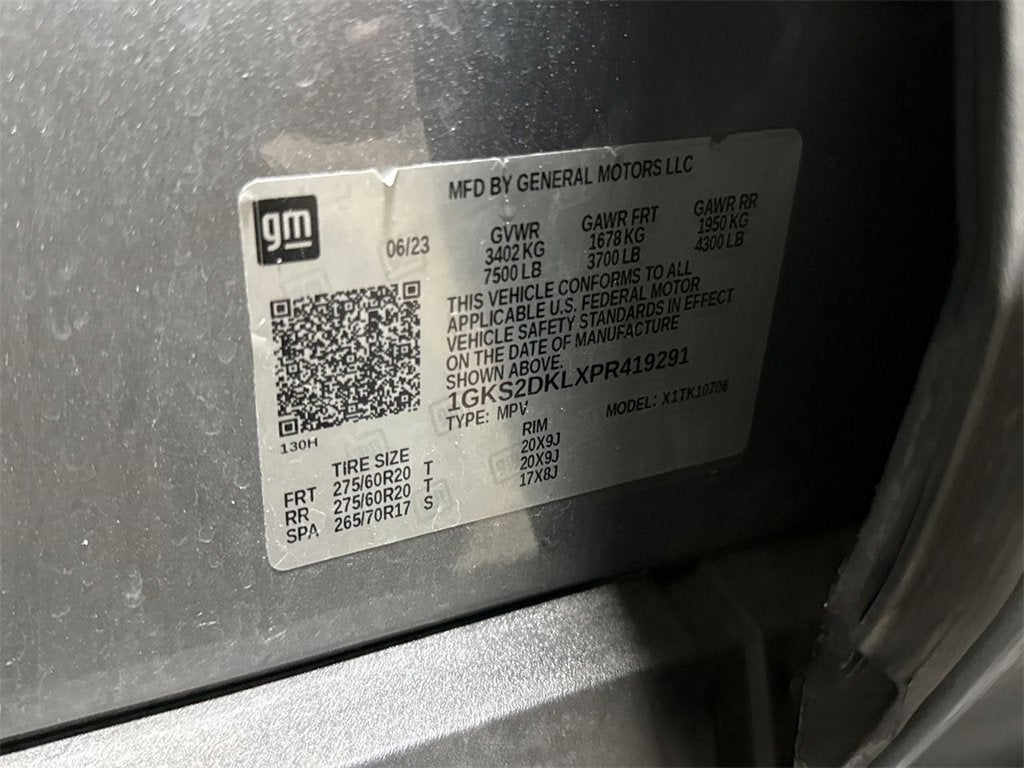 MFD BY GENERAL MOTORS LLC
gm
06/23
GVWR
3402 KG
7500 LB
GAWR FRT
1678 KG
3700 LB
GAWR RR
1950 KG
4300 LB
THIS VEHICLE CONFORMS TO ALL
APPLICABLE U.S. FEDERAL MOTOR
VEHICLE SAFETY STANDARDS IN EFFECT
ON THE DATE OF MANUFACTURE
SHOWN ABOVE.
1GKS2DKLXPR419291
TYPE: MPV
MODEL: X1TK10706
130H
TIRE SIZE RIM
FRT 275/60R20 T 20X9J
RR 275/60R20 T 20X9J
SPA 265/70R17 S 17X8J